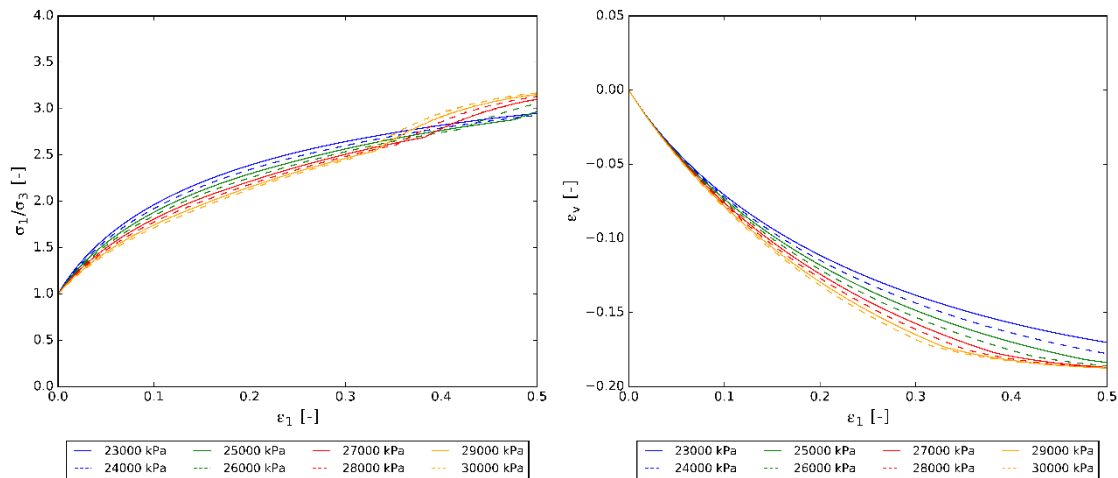 4.0
3.5
3.0
2.5
2.0
1.5
1.0
0.5
0.0
σ1/σ3 [-]
0.0 0.1 0.2 0.3 0.4 0.5
ε1 [-]
23000 kPa 25000 kPa 27000 kPa 29000 kPa
24000 kPa 26000 kPa 28000 kPa 30000 kPa
0.05
0.00
−0.05
−0.10
−0.15
−0.20
εv [-]
0.0 0.1 0.2 0.3 0.4 0.5
ε1 [-]
23000 kPa 25000 kPa 27000 kPa 29000 kPa
24000 kPa 26000 kPa 28000 kPa 30000 kPa